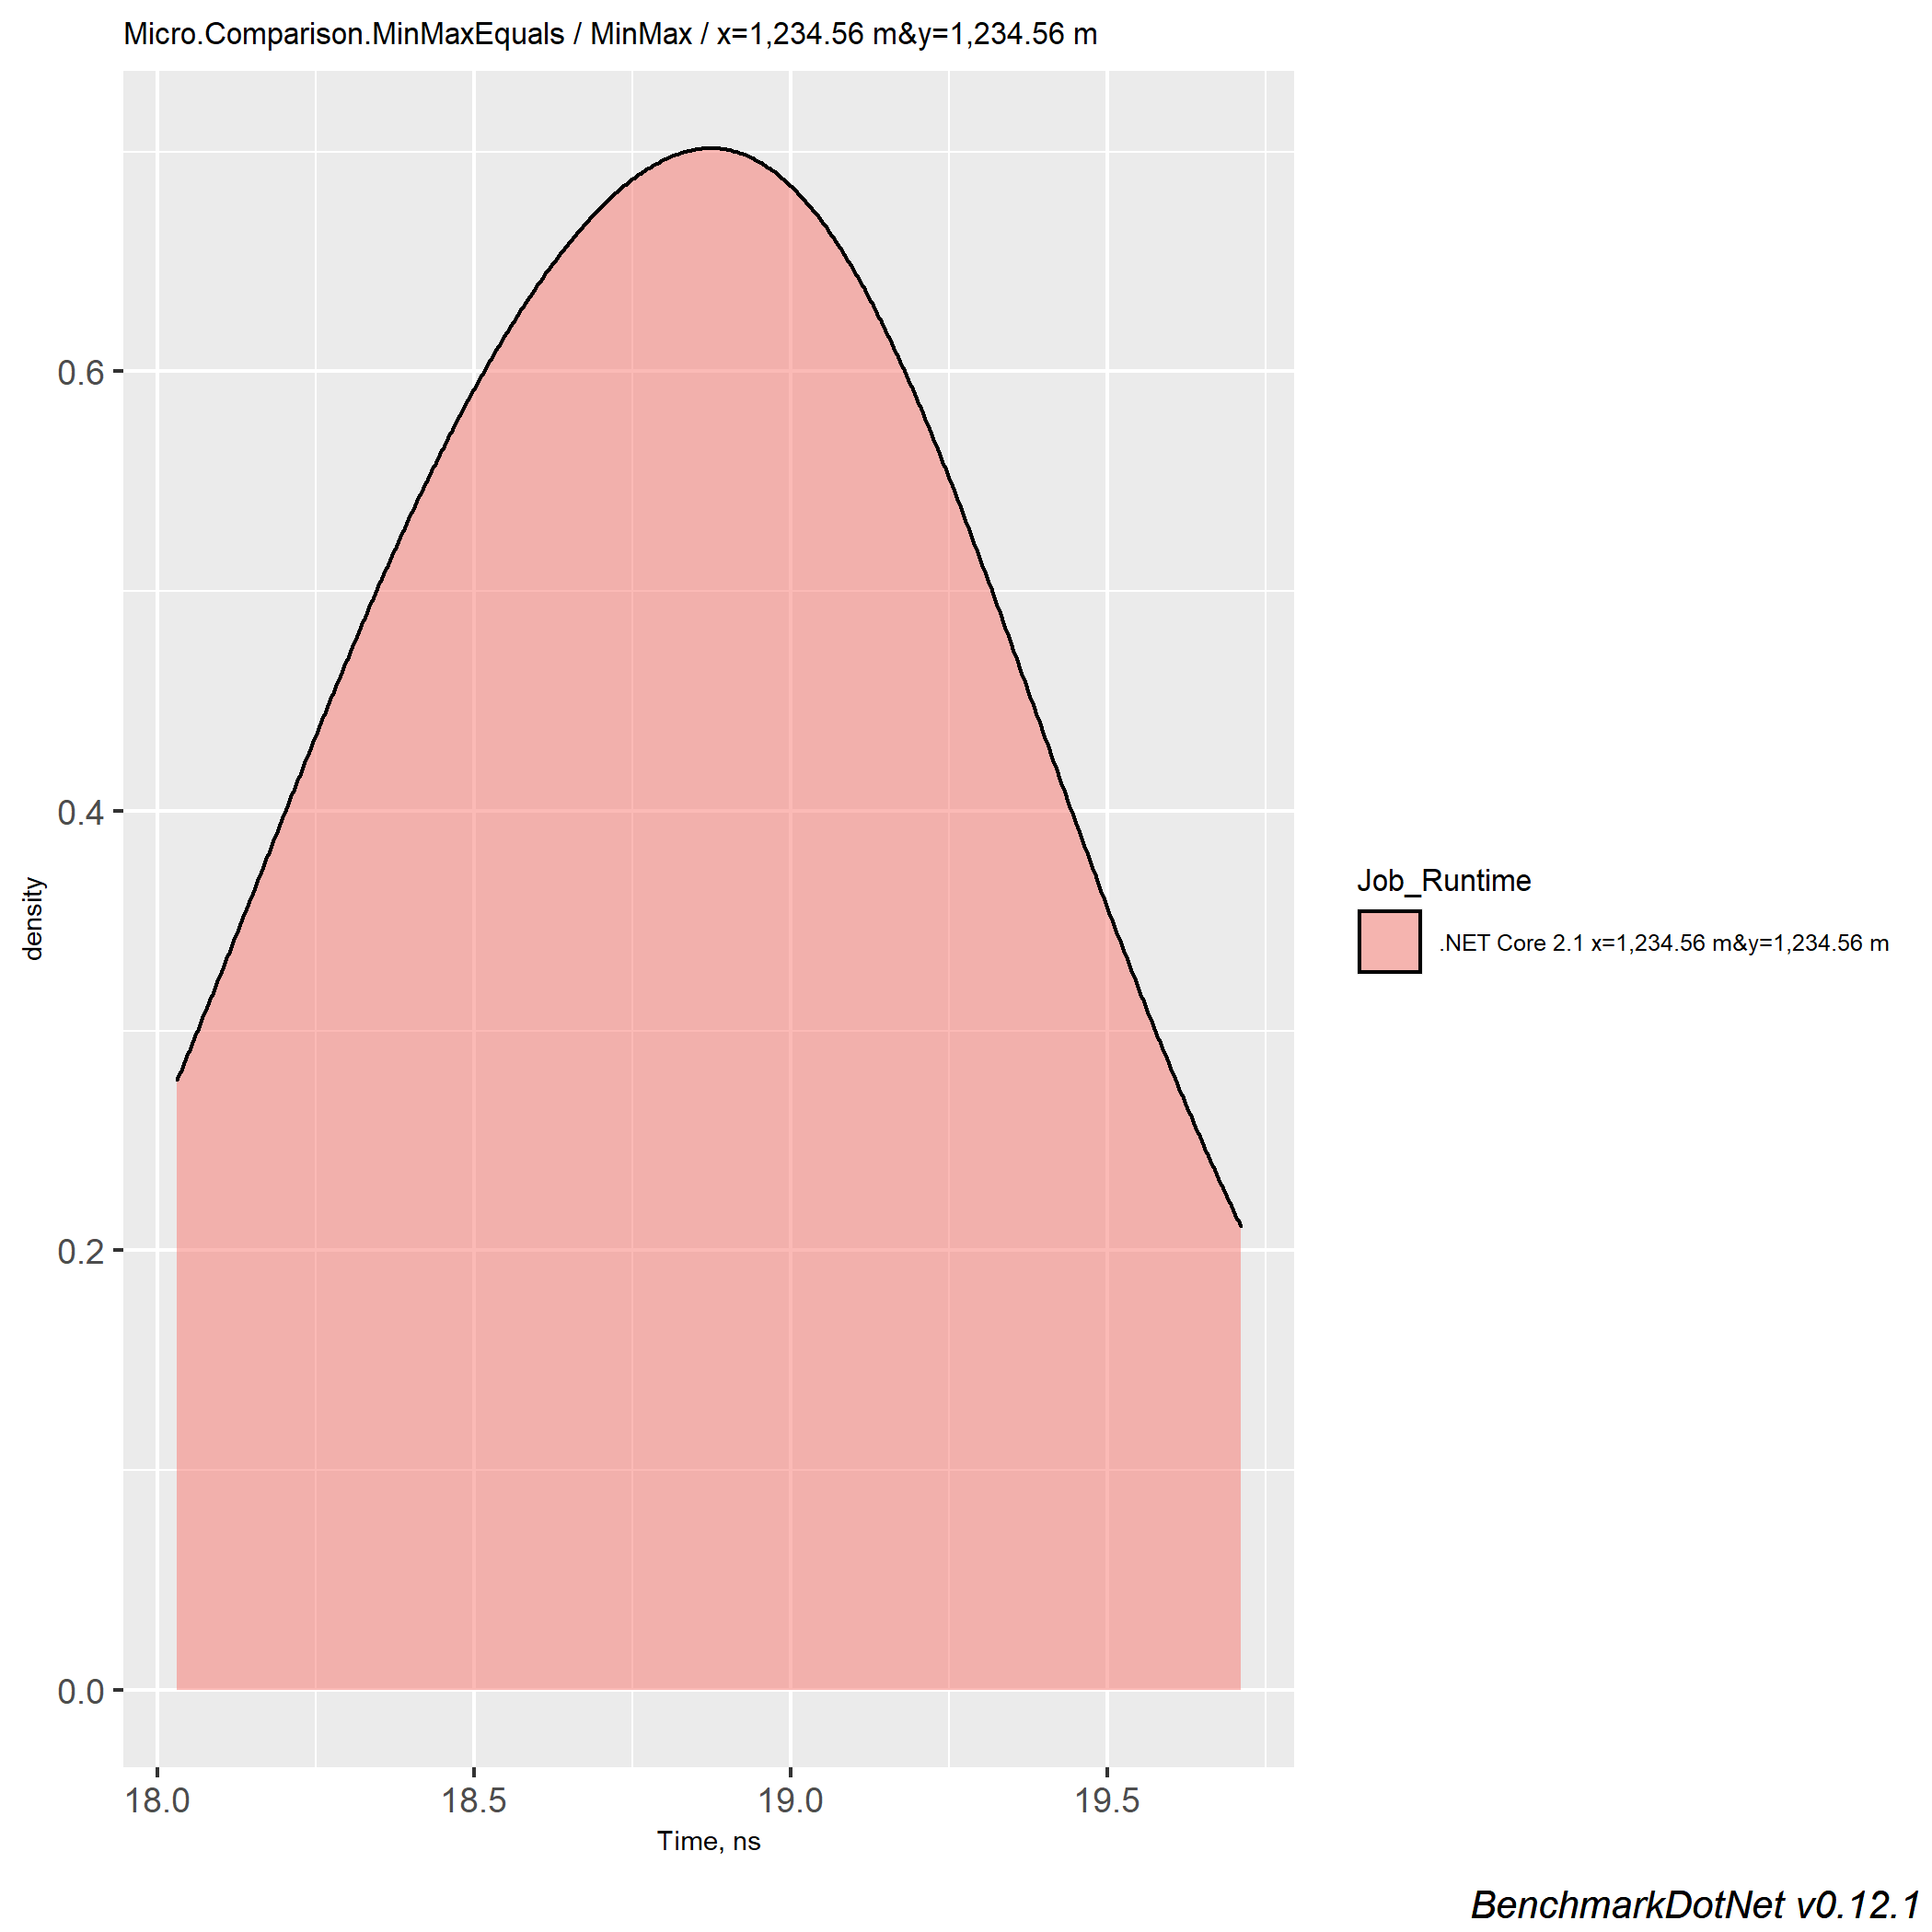 Micro.Comparison.MinMaxEquals / MinMax / x=1,234.56 m&y=1,234.56 m
density
0.6
0.4
0.2
0.0
18.0 18.5 19.0 19.5
Time, ns
Job_Runtime
.NET Core 2.1 x=1,234.56 m&y=1,234.56 m
BenchmarkDotNet v0.12.1